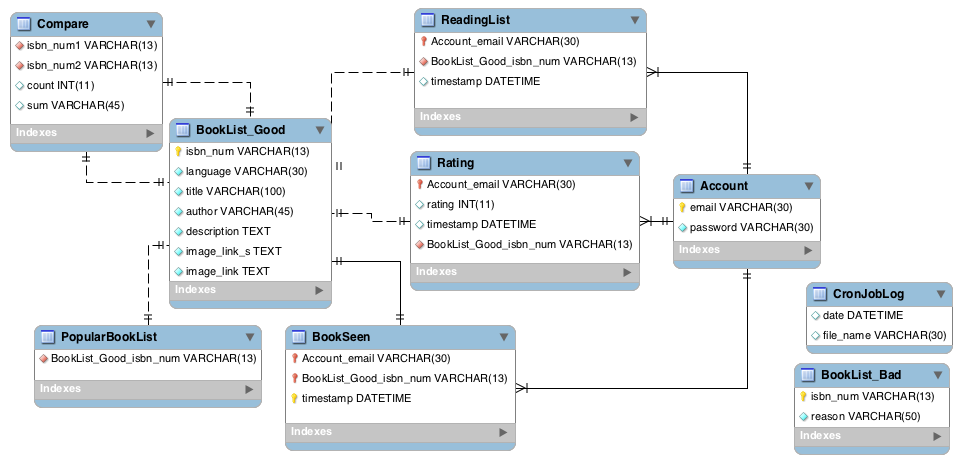 Compare
isbn_num1 VARCHAR(13)
isbn_num2 VARCHAR(13)
count INT(11)
sum VARCHAR(45)
Indexes
ReadingList
Account_email VARCHAR(30)
BookList_Good_isbn_num VARCHAR(13)
timestamp DATETIME
Indexes
BookList_Good
isbn_num VARCHAR(13)
language VARCHAR(30)
title VARCHAR(100)
author VARCHAR(45)
description TEXT
image_link_s TEXT
image_link TEXT
Indexes
Rating
Account_email VARCHAR(30)
rating INT(11)
timestamp DATETIME
BookList_Good_isbn_num VARCHAR(13)
Indexes
Account
email VARCHAR(30)
password VARCHAR(30)
Indexes
PopularBookList
BookList_Good_isbn_num VARCHAR(13)
Indexes
BookSeen
Account_email VARCHAR(30)
BookList_Good_isbn_num VARCHAR(13)
timestamp DATETIME
Indexes
CronJobLog
date DATETIME
file_name VARCHAR(30)
BookList_Bad
isbn_num VARCHAR(13)
reason VARCHAR(50)
Indexes